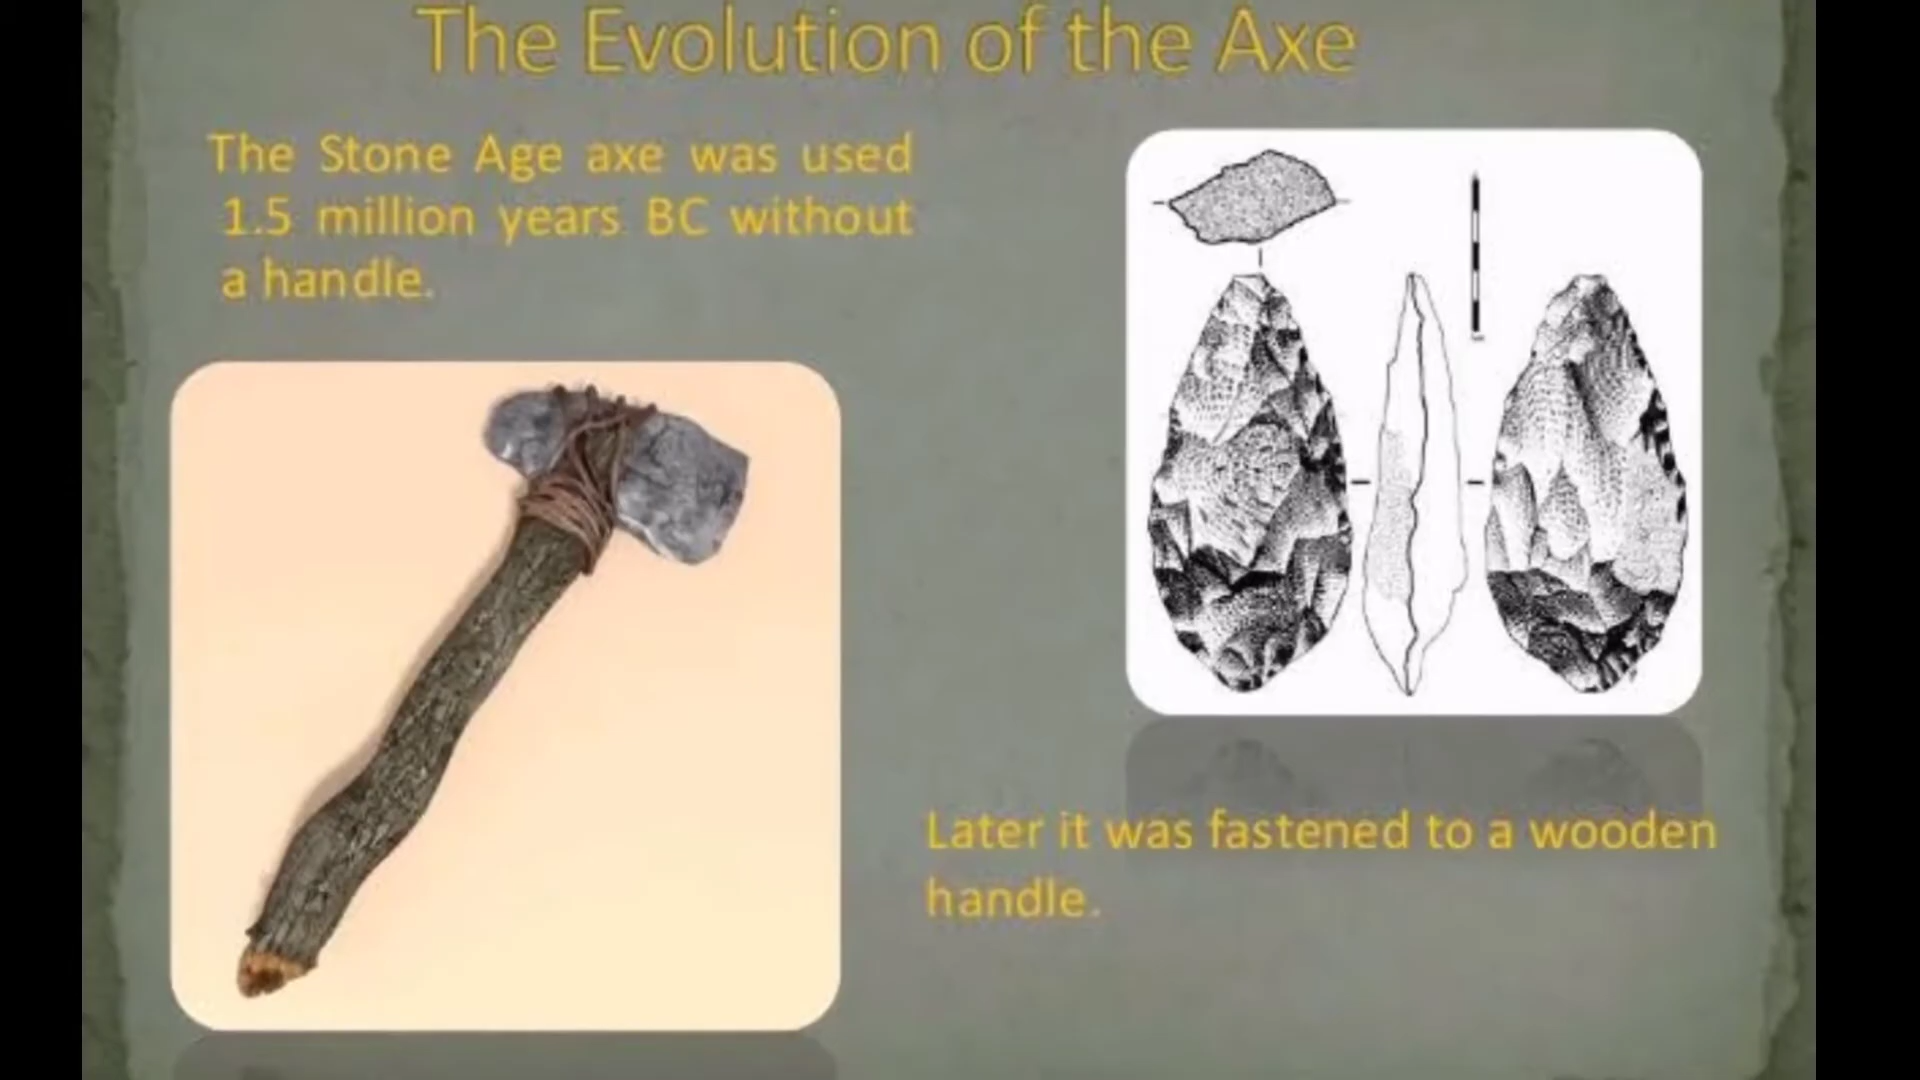 The Evolution of the Axe
The Stone Age axe was used
1.5 million years BC without
a handle.
Later it was fastened to a wooden
handle.